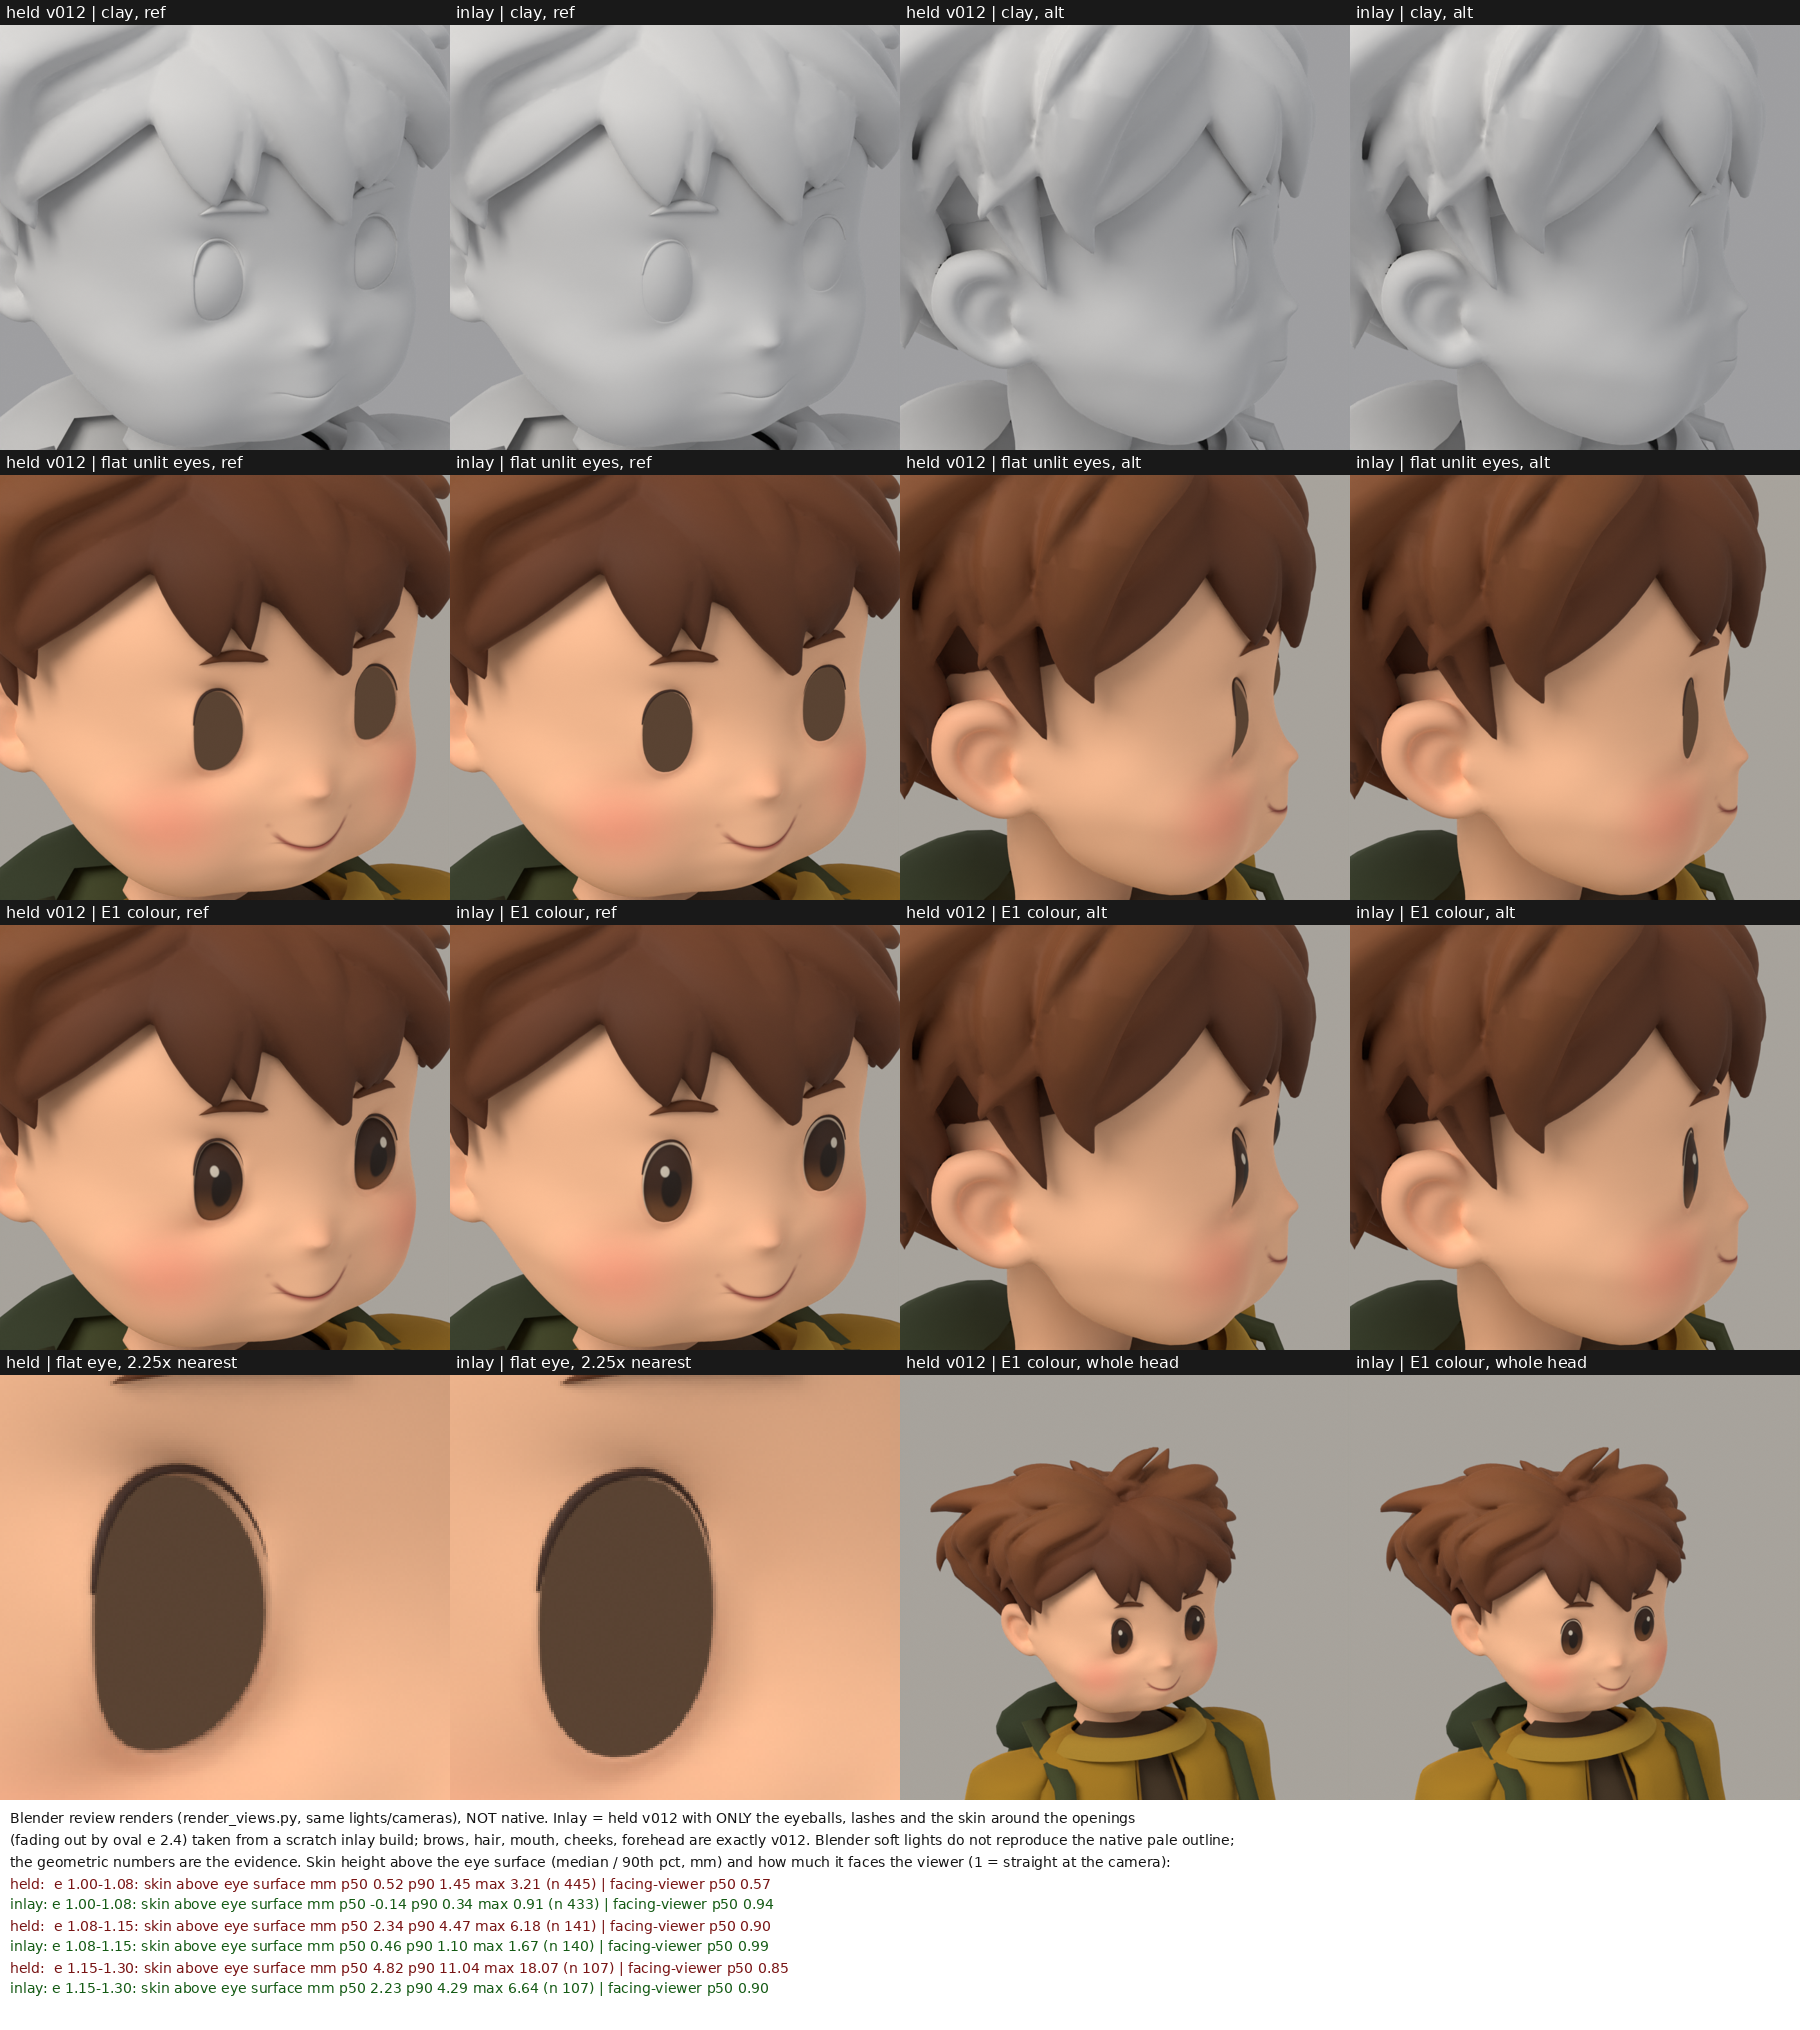 held v012 | clay, ref
inlay | clay, ref
held v012 | clay, alt
inlay | clay, alt
held v012 | flat unlit eyes, ref
inlay | flat unlit eyes, ref
held v012 | flat unlit eyes, alt
inlay | flat unlit eyes, alt
held v012 | E1 colour, ref
inlay | E1 colour, ref
held v012 | E1 colour, alt
inlay | E1 colour, alt
held | flat eye, 2.25x nearest
inlay | flat eye, 2.25x nearest
held v012 | E1 colour, whole head
inlay | E1 colour, whole head
Blender review renders (render_views.py, same lights/cameras), NOT native. Inlay = held v012 with ONLY the eyeballs, lashes and the skin around the openings
(fading out by oval e 2.4) taken from a scratch inlay build; brows, hair, mouth, cheeks, forehead are exactly v012. Blender soft lights do not reproduce the native pale outline;
the geometric numbers are the evidence. Skin height above the eye surface (median / 90th pct, mm) and how much it faces the viewer (1 = straight at the camera):
held:  e 1.00-1.08: skin above eye surface mm p50 0.52 p90 1.45 max 3.21 (n 445) | facing-viewer p50 0.57
inlay: e 1.00-1.08: skin above eye surface mm p50 -0.14 p90 0.34 max 0.91 (n 433) | facing-viewer p50 0.94
held:  e 1.08-1.15: skin above eye surface mm p50 2.34 p90 4.47 max 6.18 (n 141) | facing-viewer p50 0.90
inlay: e 1.08-1.15: skin above eye surface mm p50 0.46 p90 1.10 max 1.67 (n 140) | facing-viewer p50 0.99
held:  e 1.15-1.30: skin above eye surface mm p50 4.82 p90 11.04 max 18.07 (n 107) | facing-viewer p50 0.85
inlay: e 1.15-1.30: skin above eye surface mm p50 2.23 p90 4.29 max 6.64 (n 107) | facing-viewer p50 0.90